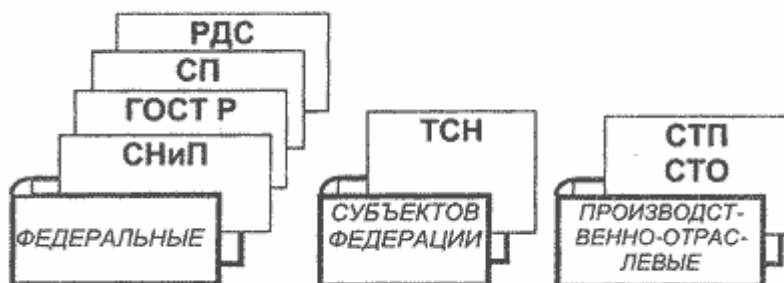 РДС
СП
ГОСТ Р
СНиП
ФЕДЕРАЛЬНЫЕ
ТСН
СУБЪЕКТОВ
ФЕДЕРАЦИИ
СТП
СТО
ПРОИЗВОДСТ-
ВЕННО-ОТРАС-
ЛЕВЫЕ